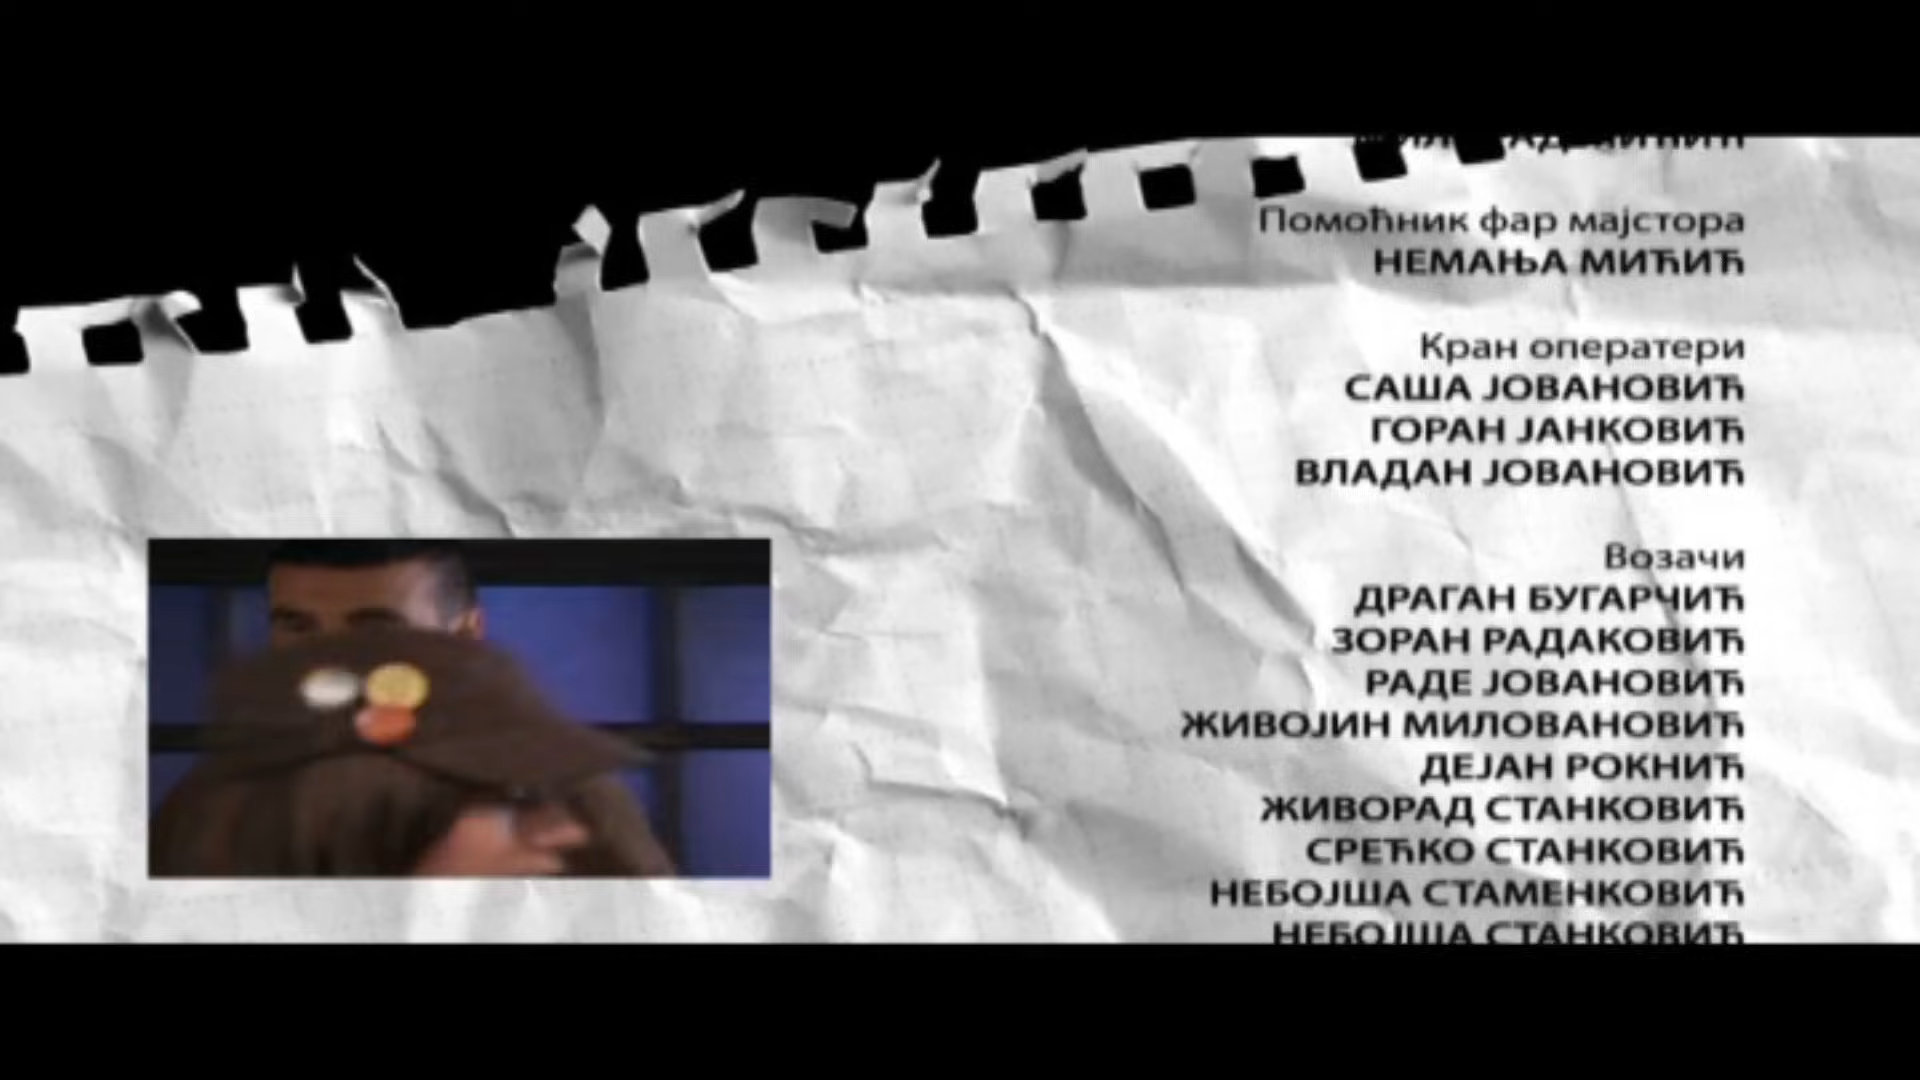 Помоћник фар мајстора
НЕМАЊА МИЋИЋ
Кран оператери
САША ЈОВАНОВИЋ
ГОРАН ЈАНКОВИЋ
ВЛАДАН ЈОВАНОВИЋ
Возачи
ДРАГАН БУГАРЧИЋ
ЗОРАН РАДАКОВИЋ
РАДЕ ЈОВАНОВИЋ
ЖИВОЈИН МИЛОВАНОВИЋ
ДЕЈАН РОКНИЋ
ЖИВОРАД СТАНКОВИЋ
СРЕЋКО СТАНКОВИЋ
НЕБОЈША СТАМЕНКОВИЋ
НЕБОЈША СТАНКОВИЋ